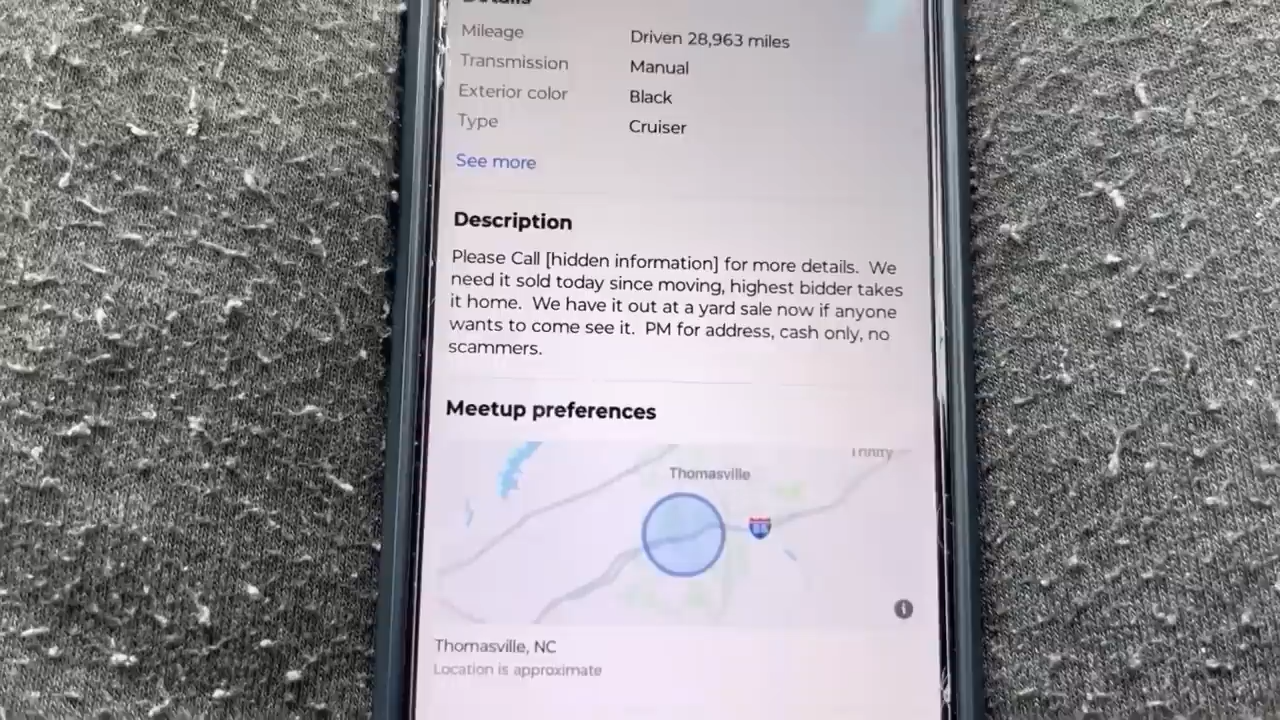 Details
Mileage Driven 28,963 miles
Transmission Manual
Exterior color Black
Type Cruiser
See more
Description
Please Call [hidden information] for more details. We
need it sold today since moving, highest bidder takes
it home. We have it out at a yard sale now if anyone
wants to come see it. PM for address, cash only, no
scammers.
Meetup preferences
Trinity
Thomasville
Thomasville, NC
Location is approximate